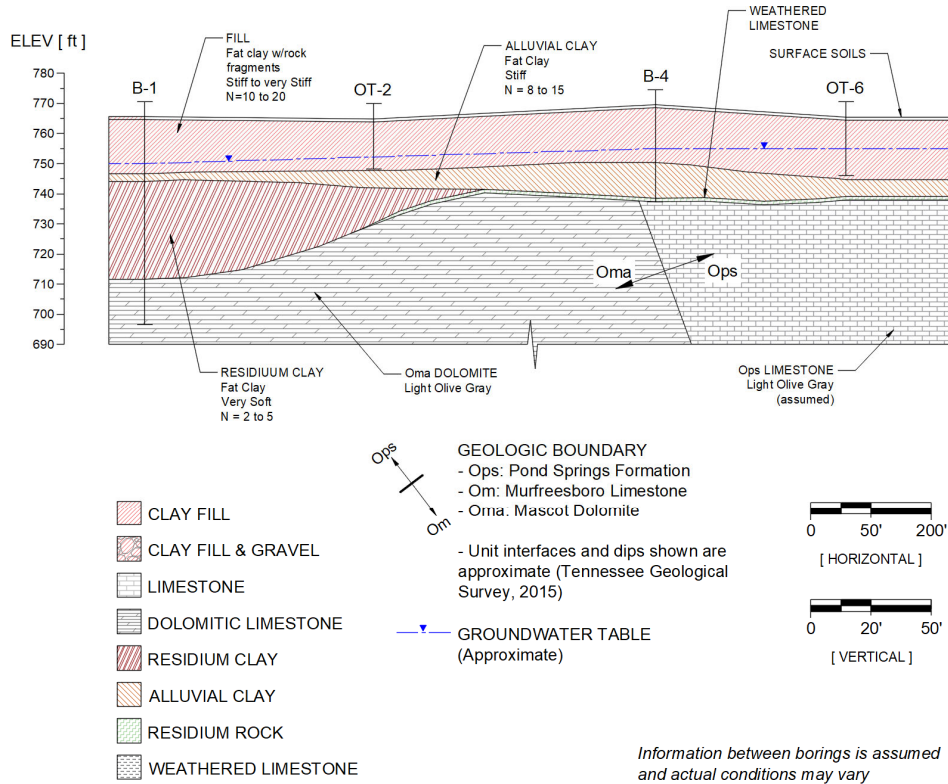 ELEV [ ft ]
780
770
760
750
740
730
720
710
700
690
B-1
OT-2
B-4
OT-6
FILL
Fat clay w/rock
fragments
Stiff to very Stiff
N=10 to 20
ALLUVIAL CLAY
Fat Clay
Stiff
N = 8 to 15
WEATHERED
LIMESTONE
SURFACE SOILS
Oma
Ops
RESIDIUUM CLAY
Fat Clay
Very Soft
N = 2 to 5
Oma DOLOMITE
Light Olive Gray
Ops LIMESTONE
Light Olive Gray
(assumed)
Ops
Om
GEOLOGIC BOUNDARY
- Ops: Pond Springs Formation
- Om: Murfreesboro Limestone
- Oma: Mascot Dolomite
- Unit interfaces and dips shown are
approximate (Tennessee Geological
Survey, 2015)
GROUNDWATER TABLE
(Approximate)
CLAY FILL
CLAY FILL & GRAVEL
LIMESTONE
DOLOMITIC LIMESTONE
RESIDIUM CLAY
ALLUVIAL CLAY
RESIDIUM ROCK
WEATHERED LIMESTONE
0 50' 200'
[ HORIZONTAL ]
0 20' 50'
[ VERTICAL ]
Information between borings is assumed
and actual conditions may vary